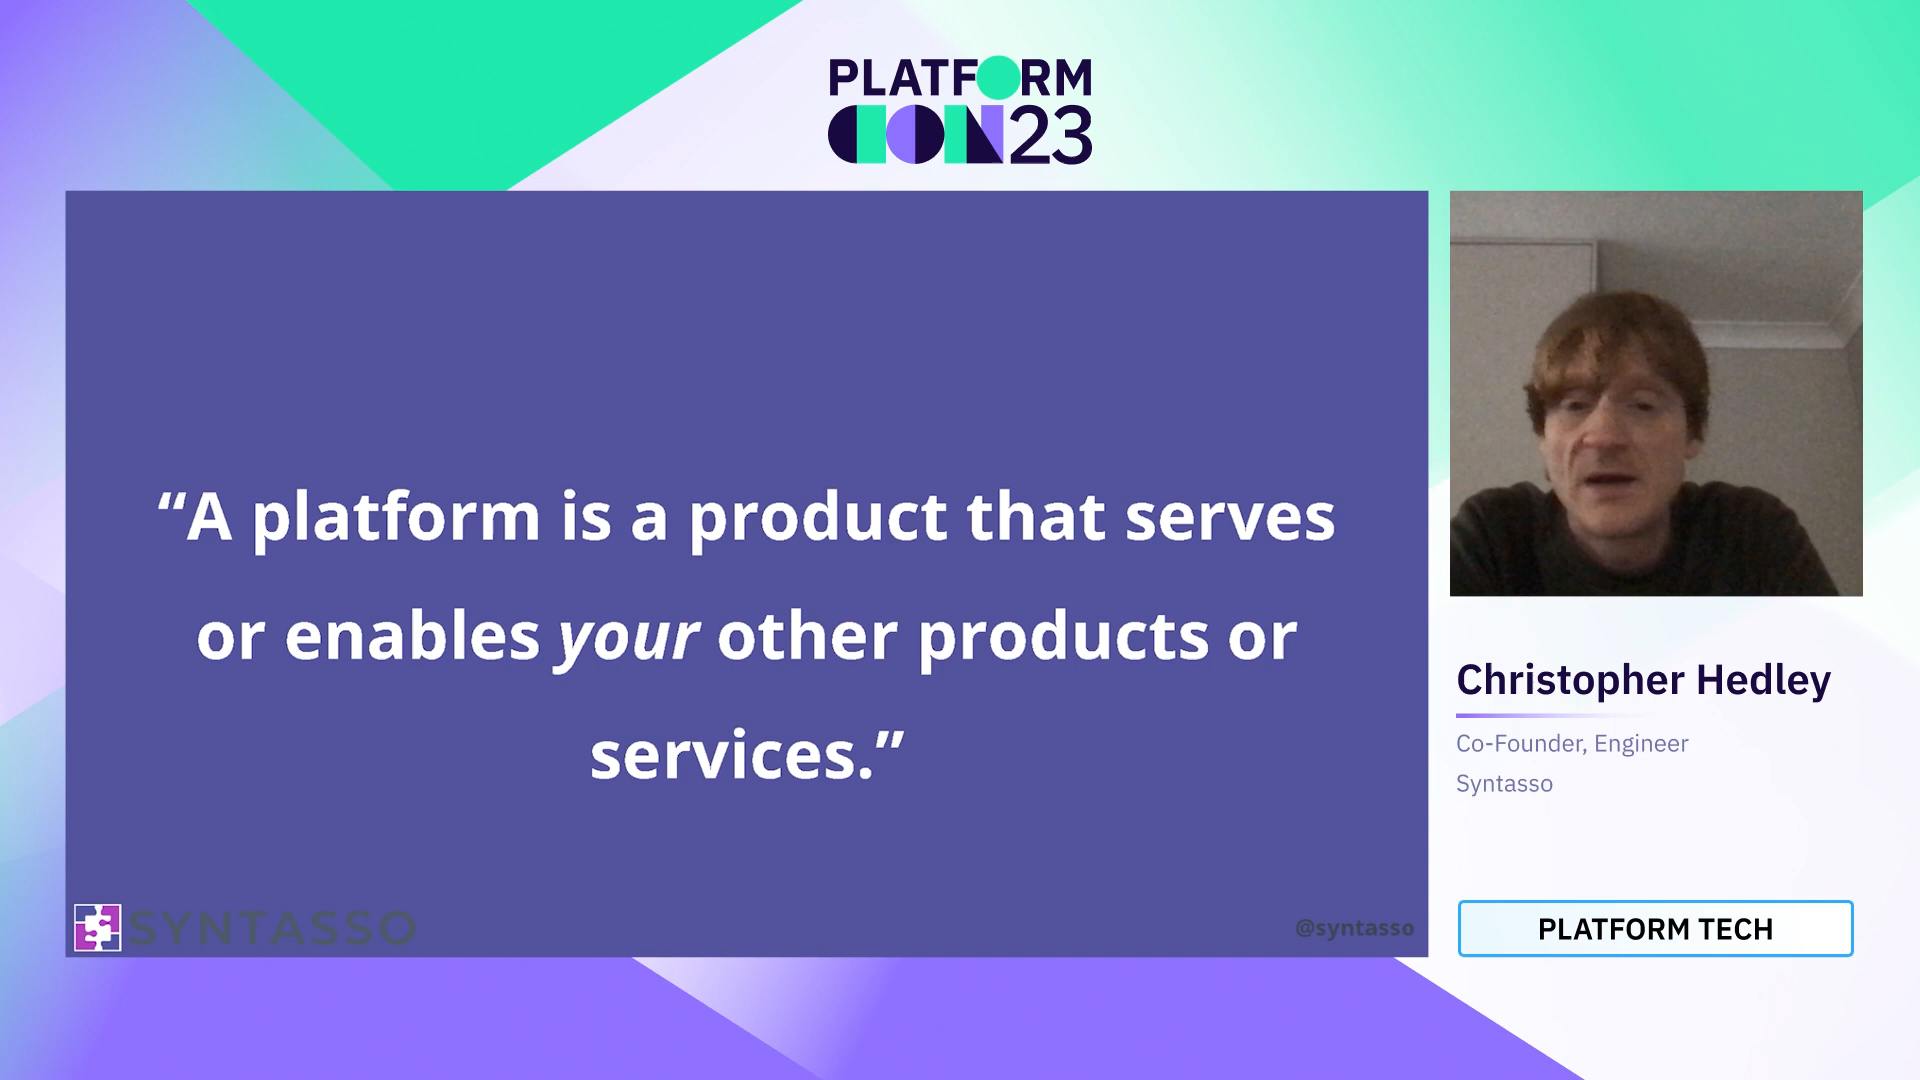 PLATFORM
CON23
“A platform is a product that serves
or enables your other products or
services.”
SYNTASSO
@syntasso
Christopher Hedley
Co-Founder, Engineer
Syntasso
PLATFORM TECH